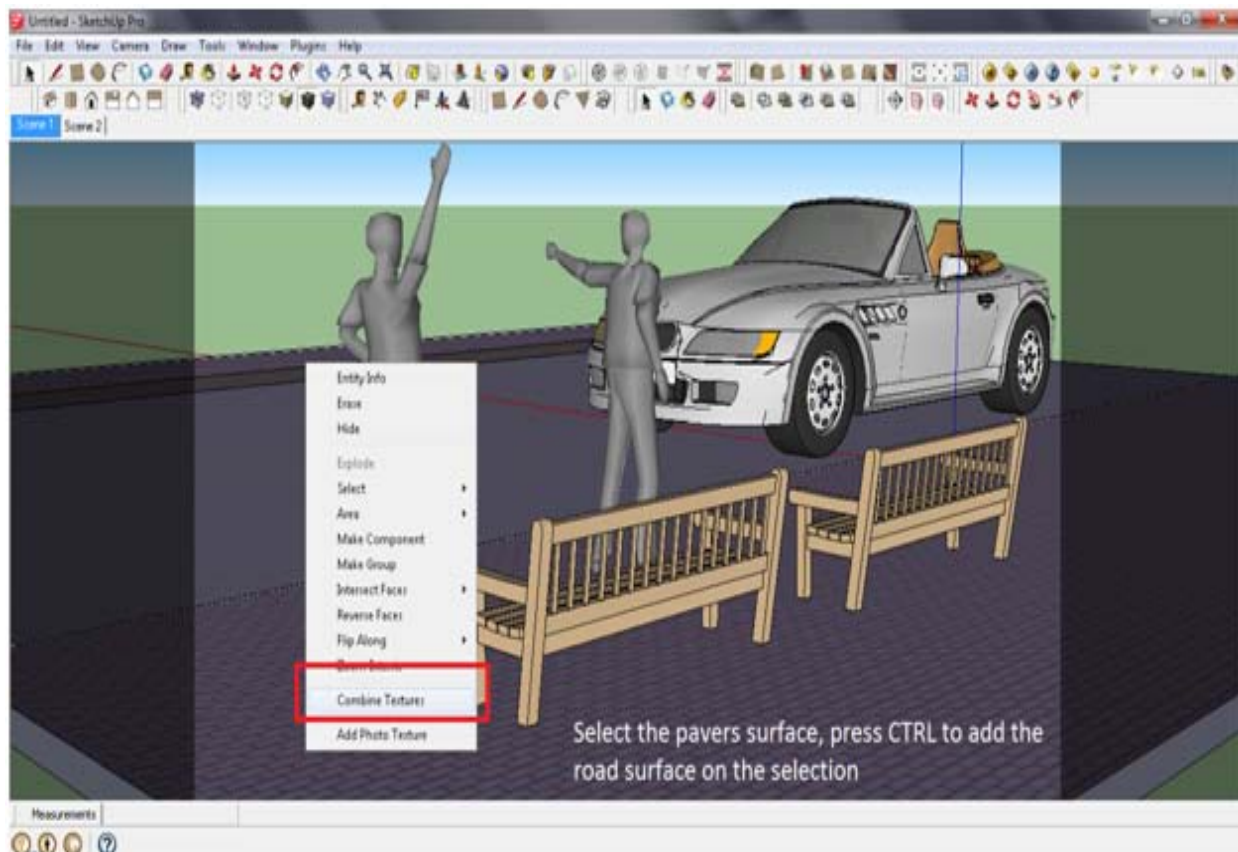 Untitled - SketchUp Pro
File Edit View Camera Draw Tools Window Plugins Help
Scene 1 Scene 2
Entity Info
Erase
Hide
Explode
Select
Area
Make Component
Make Group
Intersect Faces
Reverse Faces
Flip Along
Combine Textures
Add Photo Texture
Select the pavers surface, press CTRL to add the
road surface on the selection
Measurements